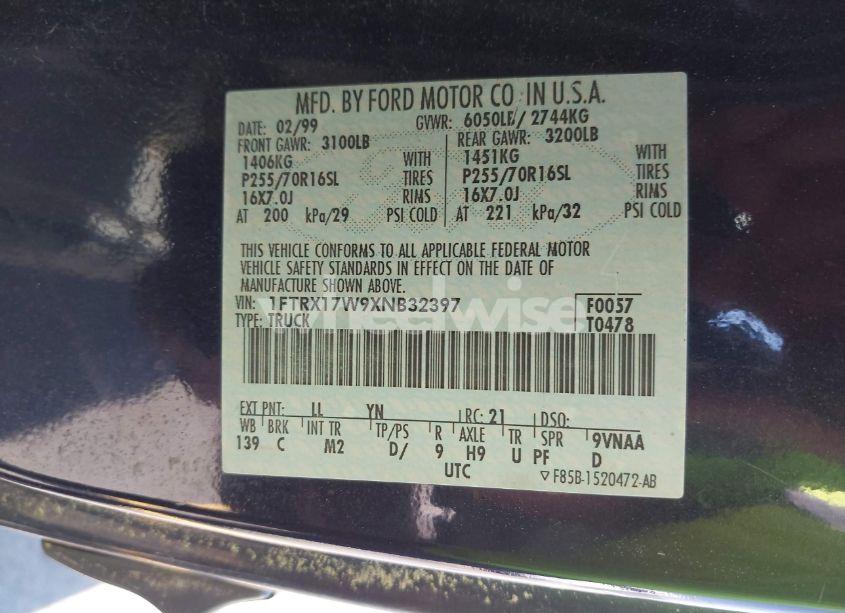 MFD. BY FORD MOTOR CO. IN U.S.A.
DATE: 02/99 GVWR: 6050LB/ 2744KG
FRONT GAWR: 3100LB REAR GAWR: 3200LB
1406KG WITH 1451KG WITH
P255/70R16SL TIRES P255/70R16SL TIRES
16X7.0J RIMS 16X7.0J RIMS
AT 200 kPa/29 PSI COLD AT 221 kPa/32 PSI COLD
THIS VEHICLE CONFORMS TO ALL APPLICABLE FEDERAL MOTOR
VEHICLE SAFETY STANDARDS IN EFFECT ON THE DATE OF
MANUFACTURE SHOWN ABOVE.
VIN: 1FTRX17W9XNB32397 F0057
TYPE: TRUCK T0478
wheelwise
EXT PNT: LL YN RC: 21 DSO:
WB BRK INT TR TP/PS R AXLE TR SPR 9VNAA
139 C M2 D/ 9 H9 U PF D
UTC ▽F85B-1520472-AB